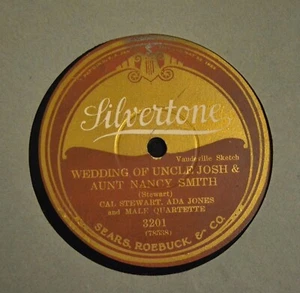 Silvertone
Vaudeville Sketch
WEDDING OF UNCLE JOSH &
AUNT NANCY SMITH
(Stewart)
CAL STEWART, ADA JONES
and MALE QUARTETTE
3201
SEARS, ROEBUCK & CO.